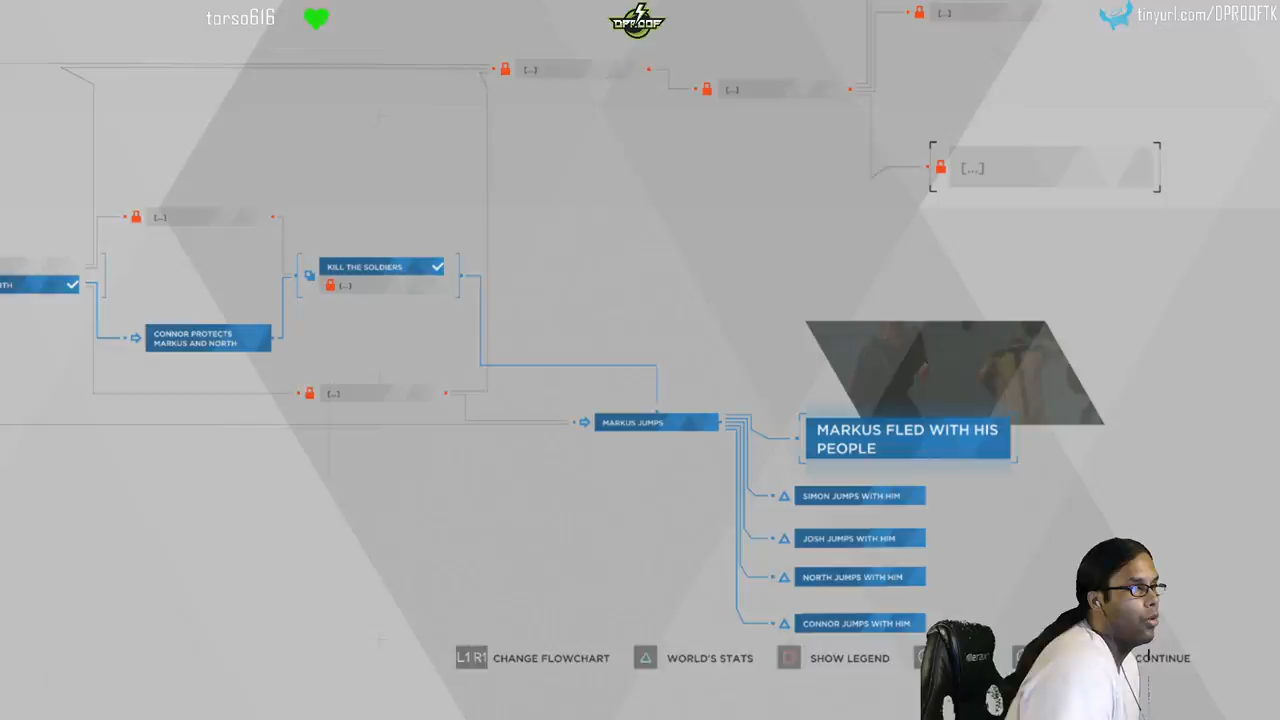 torso616
DPROOF
tinyurl.com/DPROOFTK
[...]
[...]
[...]
[...]
[...]
KILL THE SOLDIERS
[...]
CONNOR PROTECTS
MARKUS AND NORTH
[...]
MARKUS JUMPS
MARKUS FLED WITH HIS
PEOPLE
SIMON JUMPS WITH HIM
JOSH JUMPS WITH HIM
NORTH JUMPS WITH HIM
CONNOR JUMPS WITH HIM
L1 R1 CHANGE FLOWCHART
WORLD'S STATS
SHOW LEGEND
CONTINUE